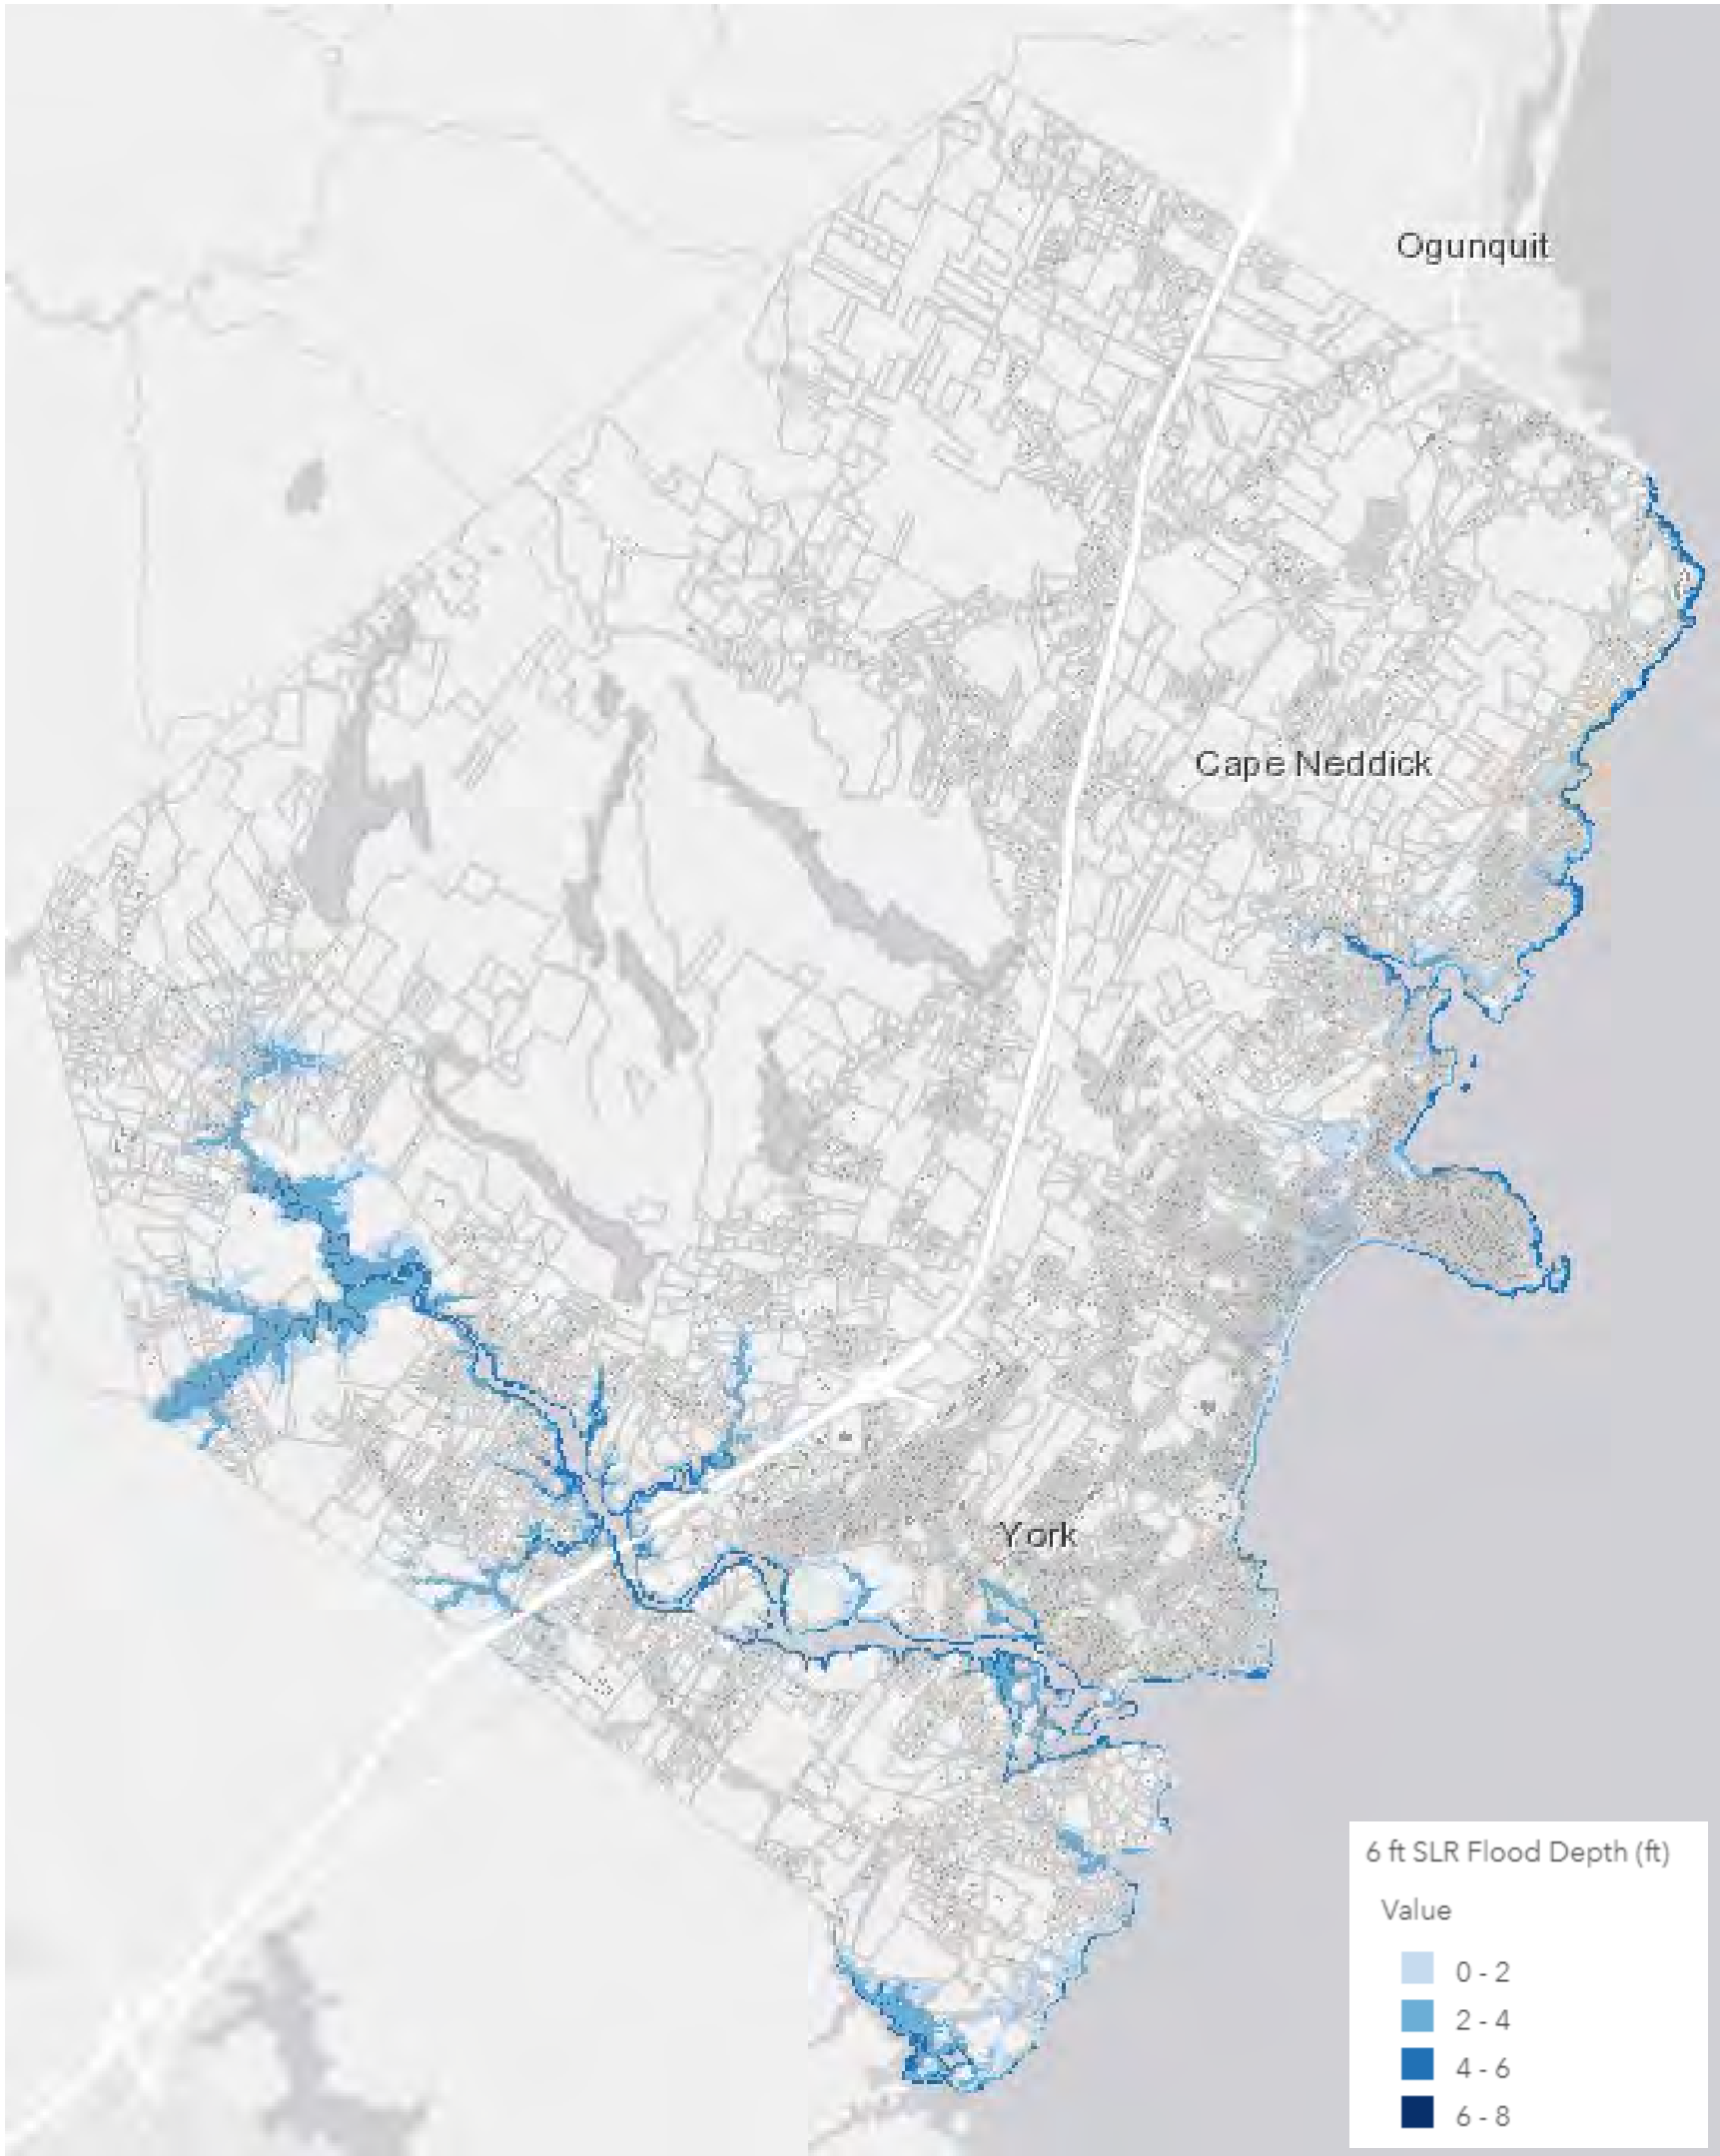 Ogunquit
Cape Neddick
York
6 ft SLR Flood Depth (ft)
Value
0 - 2
2 - 4
4 - 6
6 - 8